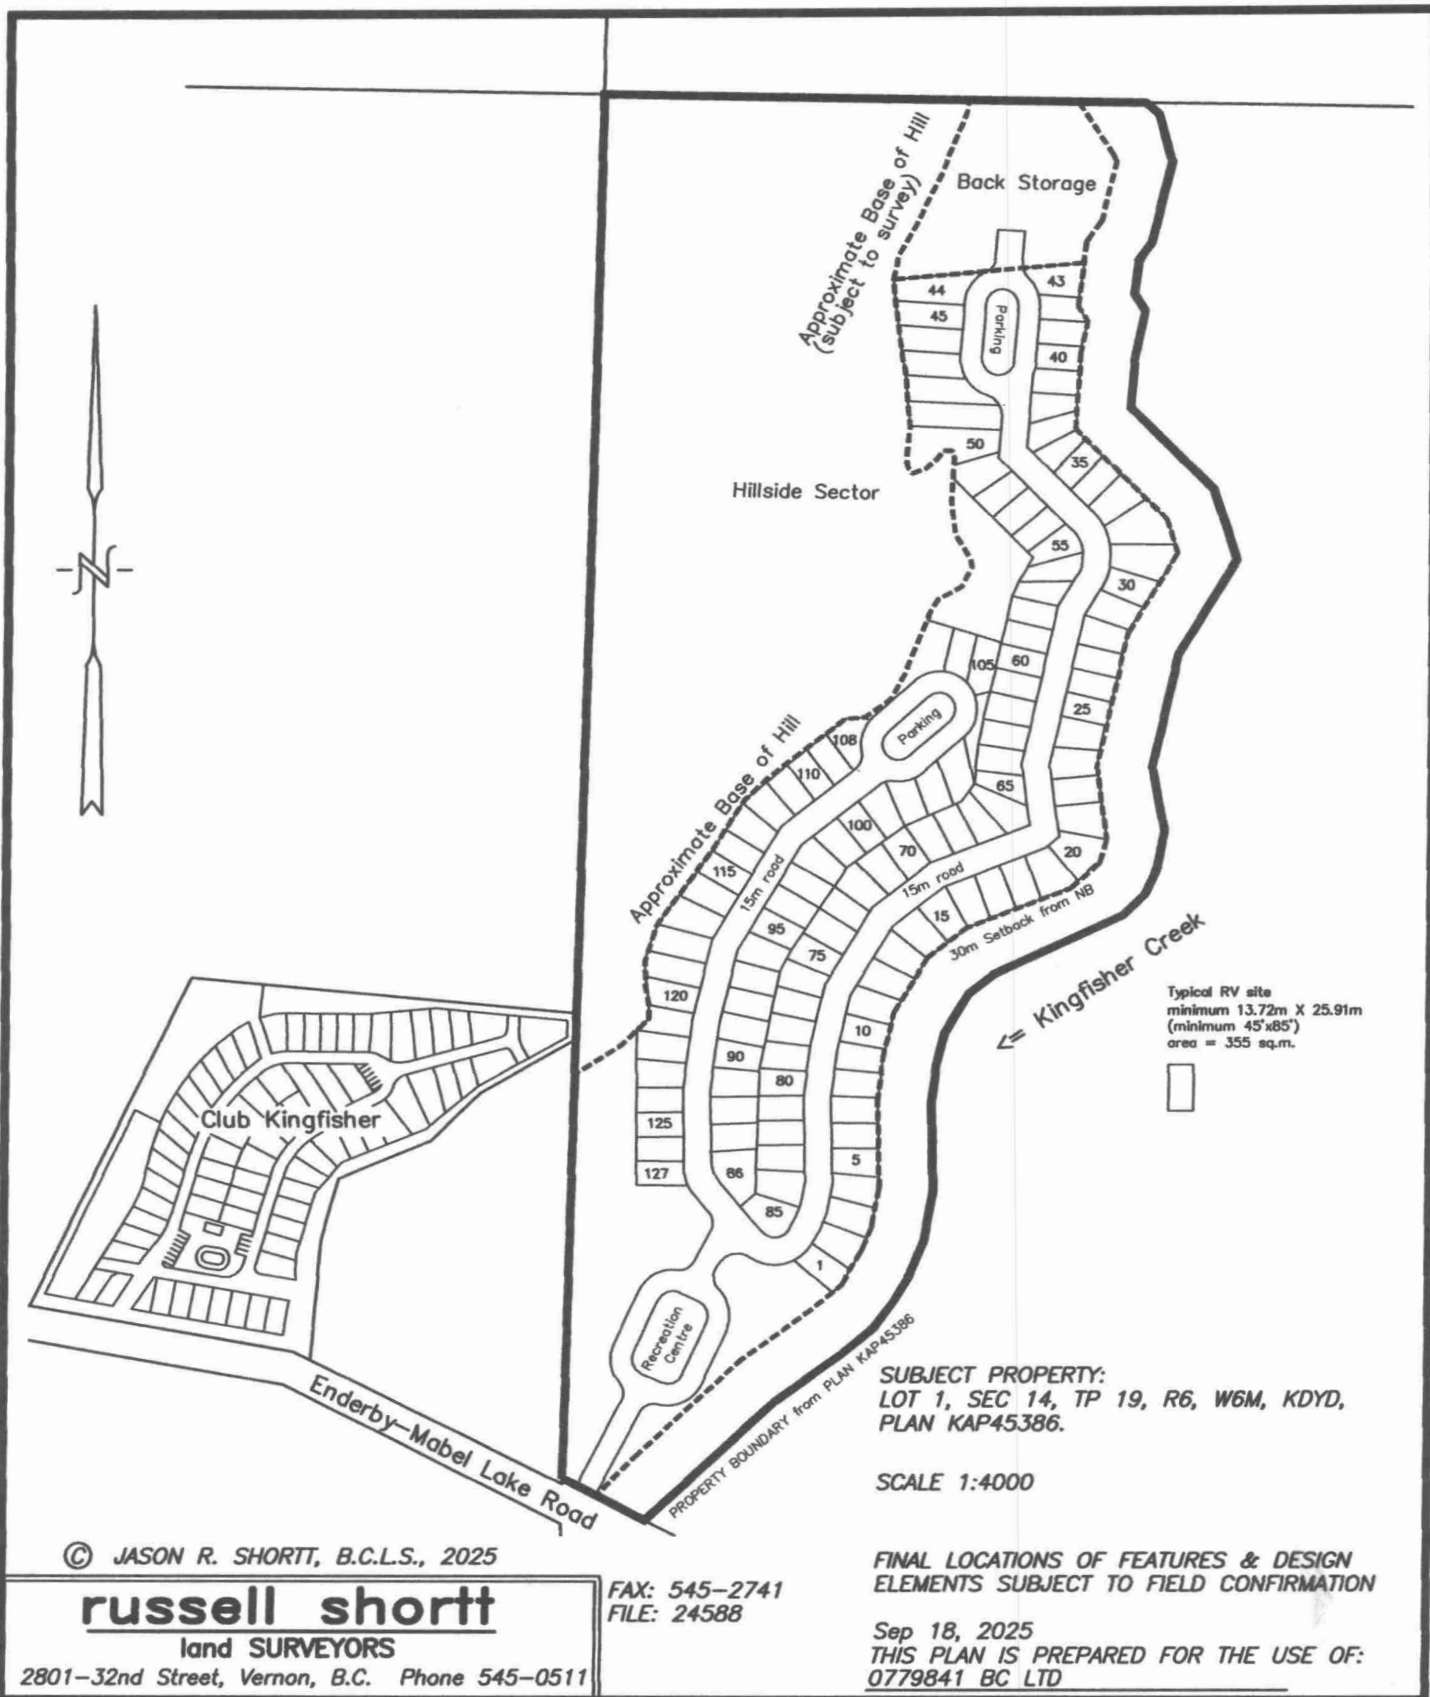 Approximate Base of Hill
(subject to survey)
Back Storage
44
43
45
Parking
40
50
35
Hillside Sector
55
30
105
60
25
Parking
108
110
65
Approximate Base of Hill
100
70
20
115
15m road
15m road
15
95
75
30m Setback from NB
Kingfisher Creek
120
10
90
80
125
5
127
86
85
1
N
Typical RV site
minimum 13.72m X 25.91m
(minimum 45'x85')
area = 355 sq.m.
Club Kingfisher
Recreation
Centre
Enderby-Mabel Lake Road
PROPERTY BOUNDARY from PLAN KAP45386
SUBJECT PROPERTY:
LOT 1, SEC 14, TP 19, R6, W6M, KDYD,
PLAN KAP45386.
SCALE 1:4000
© JASON R. SHORTT, B.C.L.S., 2025
russell shortt
land SURVEYORS
2801-32nd Street, Vernon, B.C. Phone 545-0511
FAX: 545-2741
FILE: 24588
FINAL LOCATIONS OF FEATURES & DESIGN
ELEMENTS SUBJECT TO FIELD CONFIRMATION
Sep 18, 2025
THIS PLAN IS PREPARED FOR THE USE OF:
0779841 BC LTD